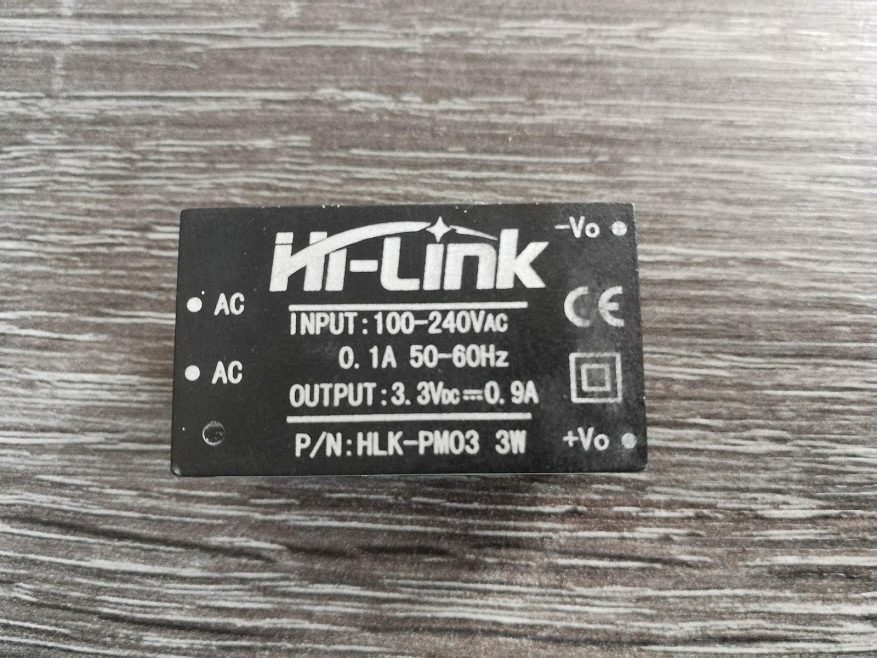 Hi-Link
-Vo
AC
INPUT:100-240VAC
0.1A 50-60Hz
AC
OUTPUT:3.3VDC⎓0.9A
P/N:HLK-PM03 3W
+Vo
CE